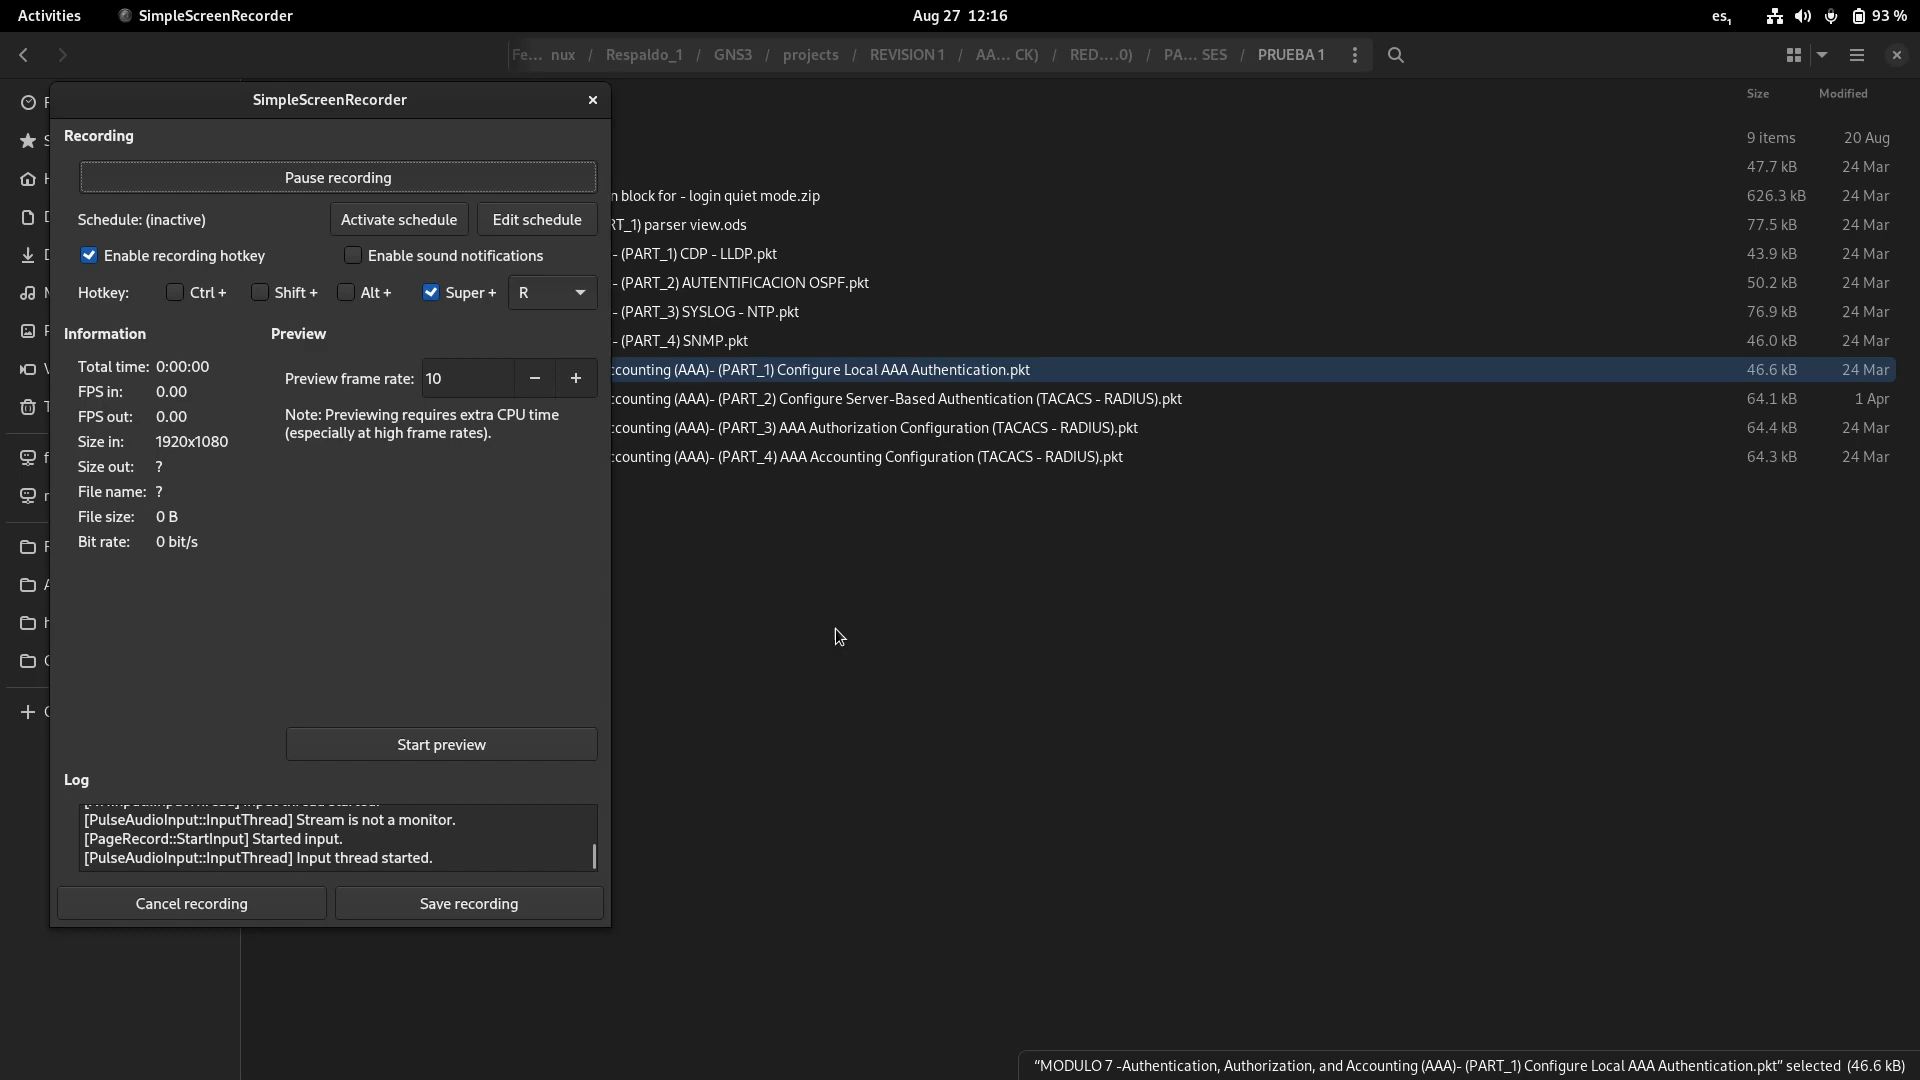 Activities SimpleScreenRecorder Aug 27 12:16 es1 93 %
Fe... nux / Respaldo_1 / GNS3 / projects / REVISION 1 / AA... CK) / RED....0) / PA... SES / PRUEBA 1
SimpleScreenRecorder
Recording
Pause recording
Schedule: (inactive) Activate schedule Edit schedule
Enable recording hotkey Enable sound notifications
Hotkey: Ctrl + Shift + Alt + Super + R
Information
Total time: 0:00:00
FPS in: 0.00
FPS out: 0.00
Size in: 1920x1080
Size out: ?
File name: ?
File size: 0 B
Bit rate: 0 bit/s
Preview
Preview frame rate: 10 − +
Note: Previewing requires extra CPU time
(especially at high frame rates).
Start preview
Log
[PulseAudioInput::InputThread] Stream is not a monitor.
[PageRecord::StartInput] Started input.
[PulseAudioInput::InputThread] Input thread started.
Cancel recording Save recording
Size Modified
9 items 20 Aug
47.7 kB 24 Mar
block for - login quiet mode.zip 626.3 kB 24 Mar
RT_1) parser view.ods 77.5 kB 24 Mar
- (PART_1) CDP - LLDP.pkt 43.9 kB 24 Mar
- (PART_2) AUTENTIFICACION OSPF.pkt 50.2 kB 24 Mar
- (PART_3) SYSLOG - NTP.pkt 76.9 kB 24 Mar
- (PART_4) SNMP.pkt 46.0 kB 24 Mar
ccounting (AAA)- (PART_1) Configure Local AAA Authentication.pkt 46.6 kB 24 Mar
ccounting (AAA)- (PART_2) Configure Server-Based Authentication (TACACS - RADIUS).pkt 64.1 kB 1 Apr
ccounting (AAA)- (PART_3) AAA Authorization Configuration (TACACS - RADIUS).pkt 64.4 kB 24 Mar
ccounting (AAA)- (PART_4) AAA Accounting Configuration (TACACS - RADIUS).pkt 64.3 kB 24 Mar
“MODULO 7 -Authentication, Authorization, and Accounting (AAA)- (PART_1) Configure Local AAA Authentication.pkt” selected (46.6 kB)